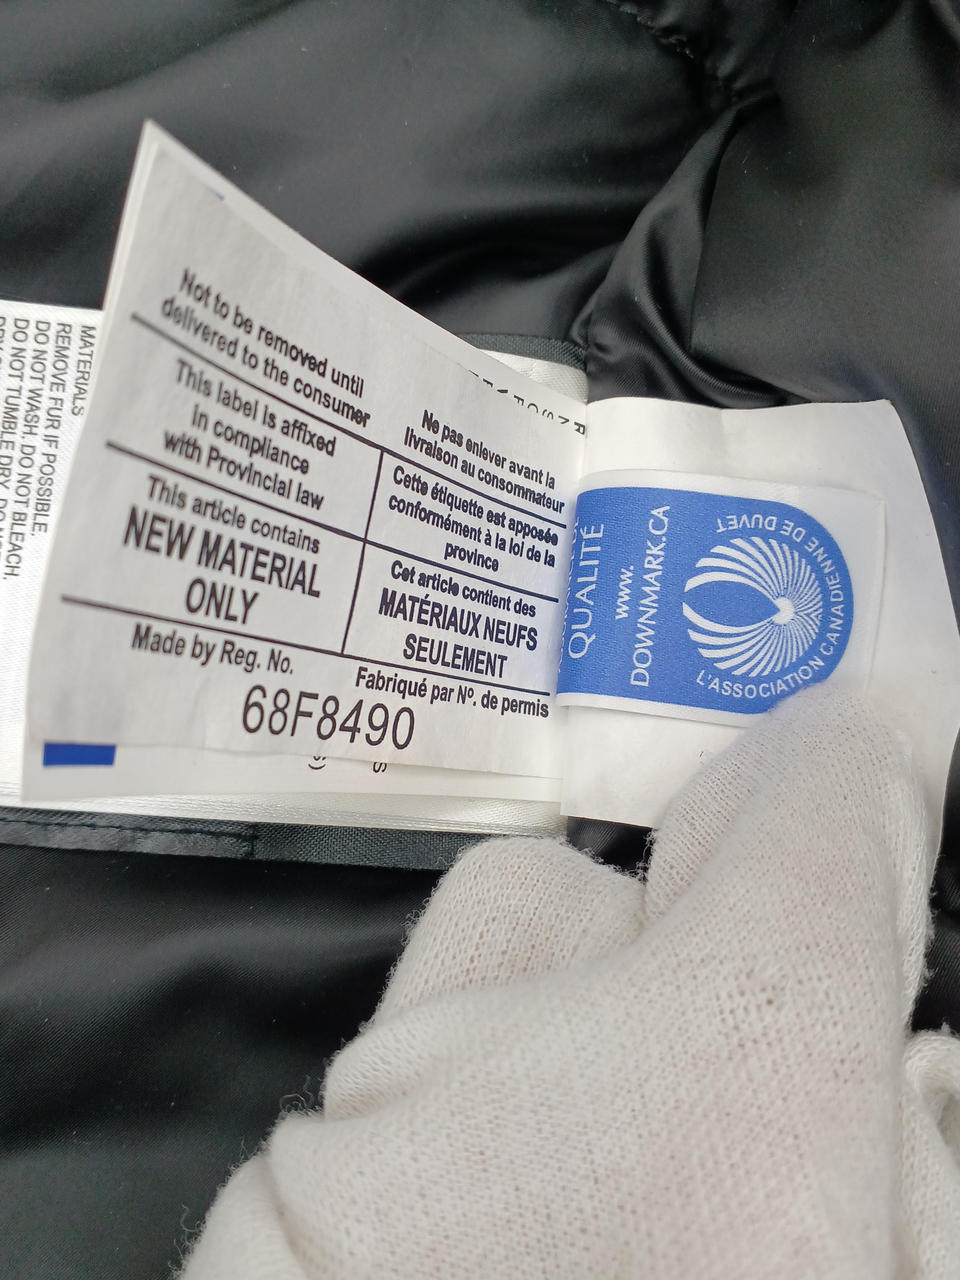 Not to be removed until
delivered to the consumer
Ne pas enlever avant la
livraison au consommateur
This label is affixed
in compliance
with Provincial law
Cette étiquette est apposée
conformément à la loi de la
province
This article contains
NEW MATERIAL
ONLY
Cet article contient des
MATÉRIAUX NEUFS
SEULEMENT
Made by Reg. No.
Fabriqué par Nº. de permis
68F8490
QUALITÉ
www.
DOWNMARK.CA
L'ASSOCIATION CANADIENNE DE DUVET
MATERIALS
REMOVE FUR IF POSSIBLE.
DO NOT WASH. DO NOT BLEACH.
DO NOT TUMBLE DRY. DO